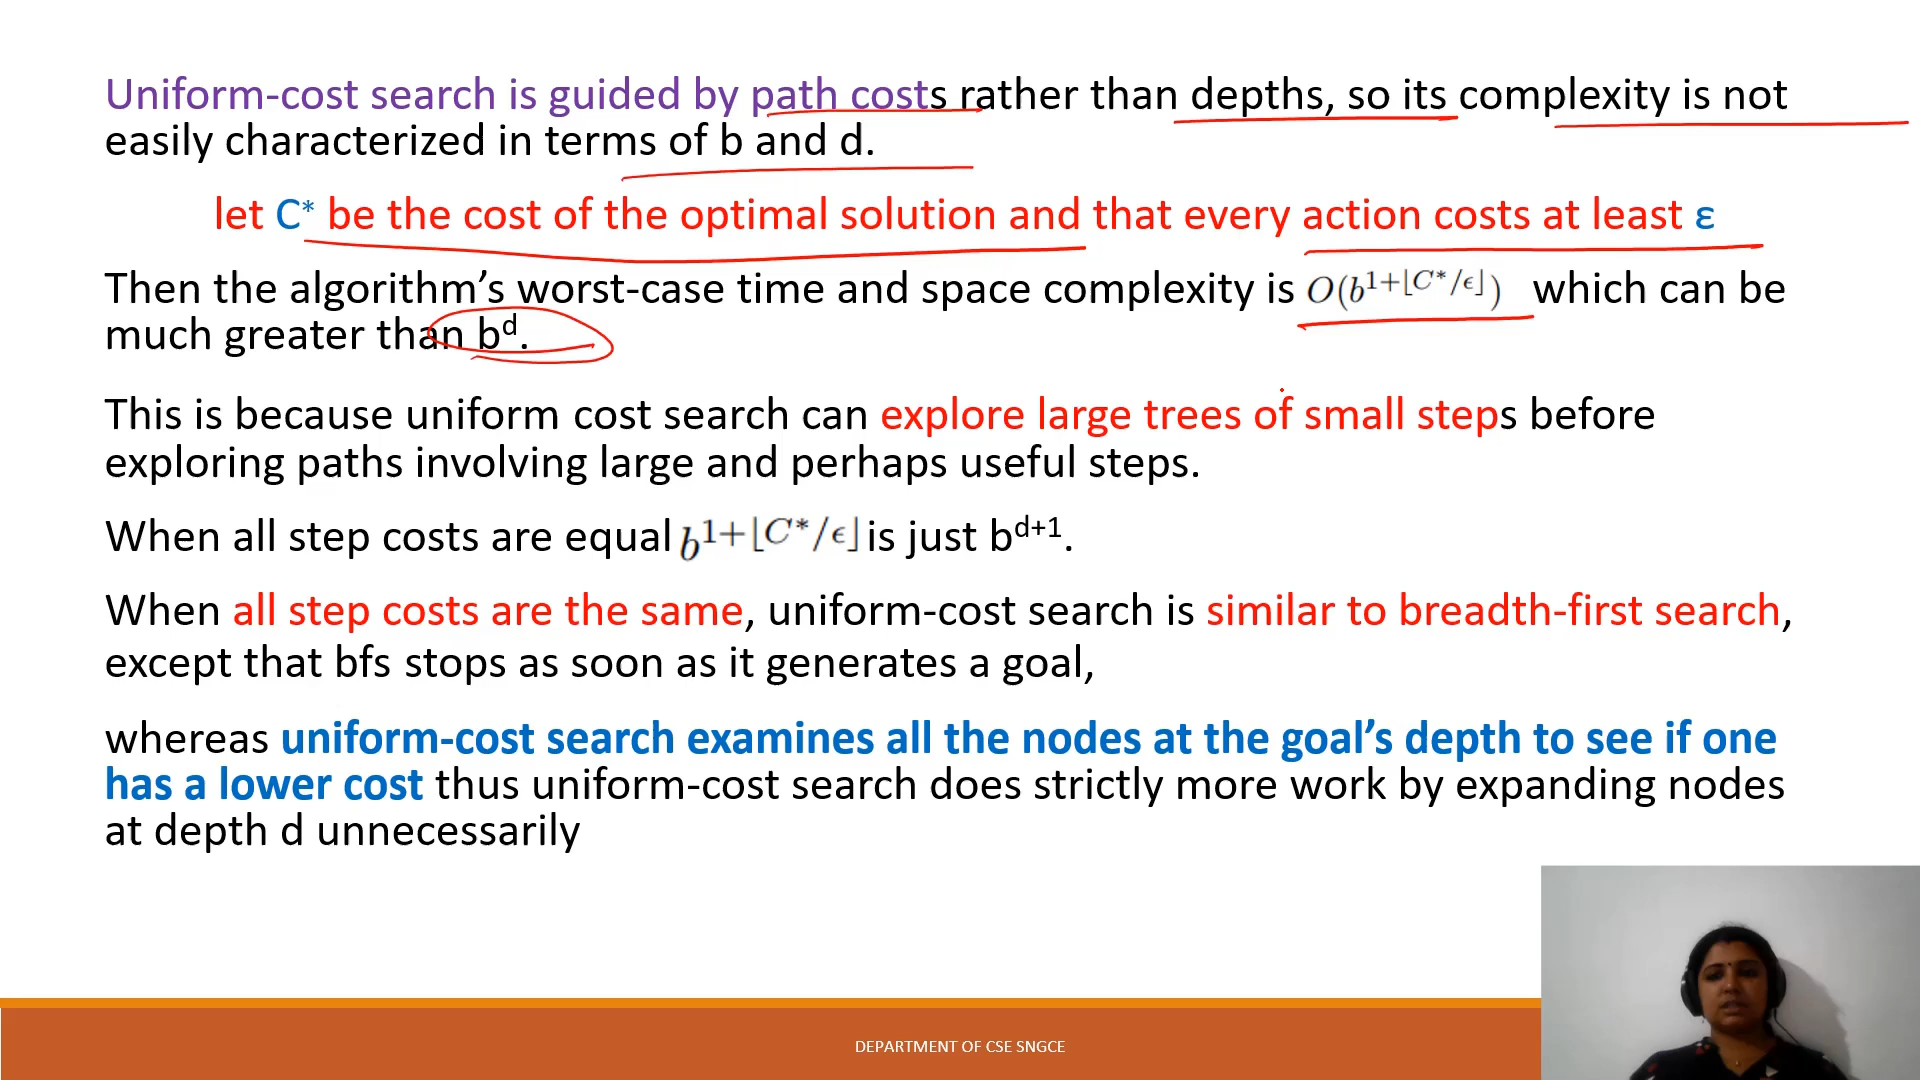 Uniform-cost search is guided by path costs rather than depths, so its complexity is not
easily characterized in terms of b and d.
let C* be the cost of the optimal solution and that every action costs at least ε
Then the algorithm’s worst-case time and space complexity is O(b^{1+⌊C*/ϵ⌋}) which can be
much greater than b^d.
This is because uniform cost search can explore large trees of small steps before
exploring paths involving large and perhaps useful steps.
When all step costs are equal b^{1+⌊C*/ϵ⌋} is just b^{d+1}.
When all step costs are the same, uniform-cost search is similar to breadth-first search,
except that bfs stops as soon as it generates a goal,
whereas uniform-cost search examines all the nodes at the goal’s depth to see if one
has a lower cost thus uniform-cost search does strictly more work by expanding nodes
at depth d unnecessarily
DEPARTMENT OF CSE SNGCE